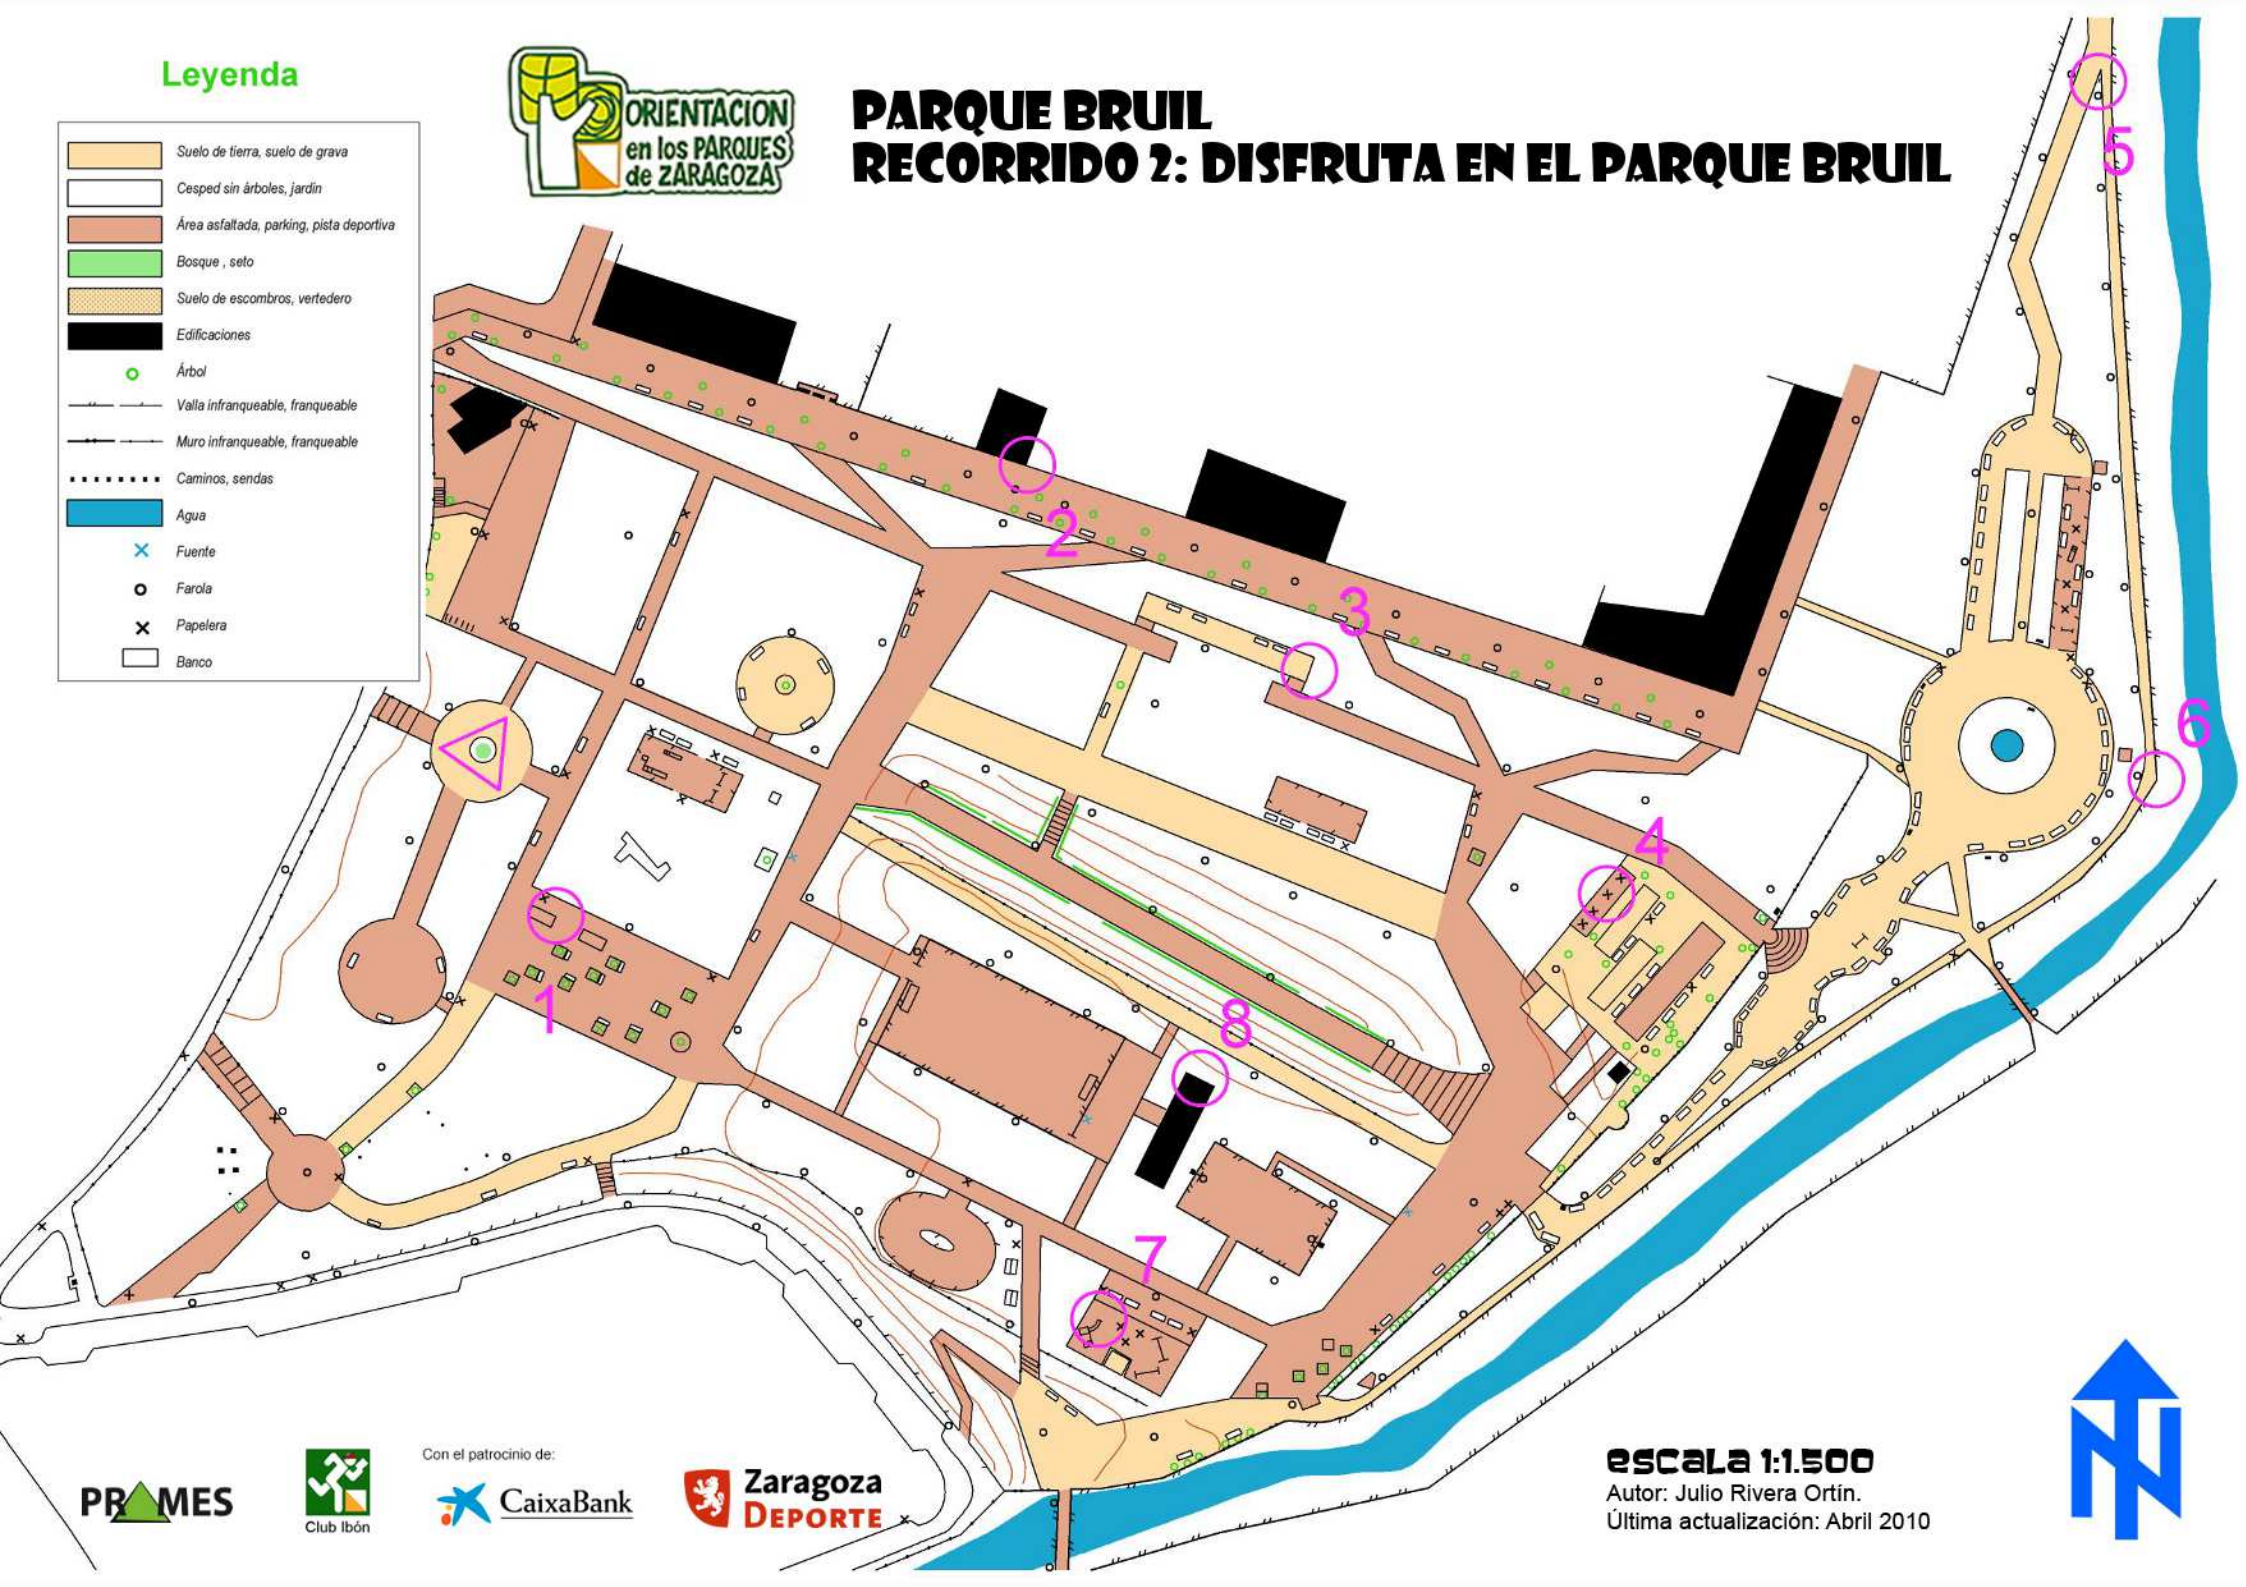 Leyenda
Suelo de tierra, suelo de grava
Cesped sin árboles, jardín
Área asfaltada, parking, pista deportiva
Bosque , seto
Suelo de escombros, vertedero
Edificaciones
Árbol
Valla infranqueable, franqueable
Muro infranqueable, franqueable
Caminos, sendas
Agua
Fuente
Farola
Papelera
Banco
ORIENTACION
en los PARQUES
de ZARAGOZA
PARQUE BRUIL
RECORRIDO 2: DISFRUTA EN EL PARQUE BRUIL
5
2
3
6
4
1
8
7
PRAMES
Club Ibón
Con el patrocinio de:
CaixaBank
Zaragoza
DEPORTE
escala 1:1.500
Autor: Julio Rivera Ortín.
Última actualización: Abril 2010
N